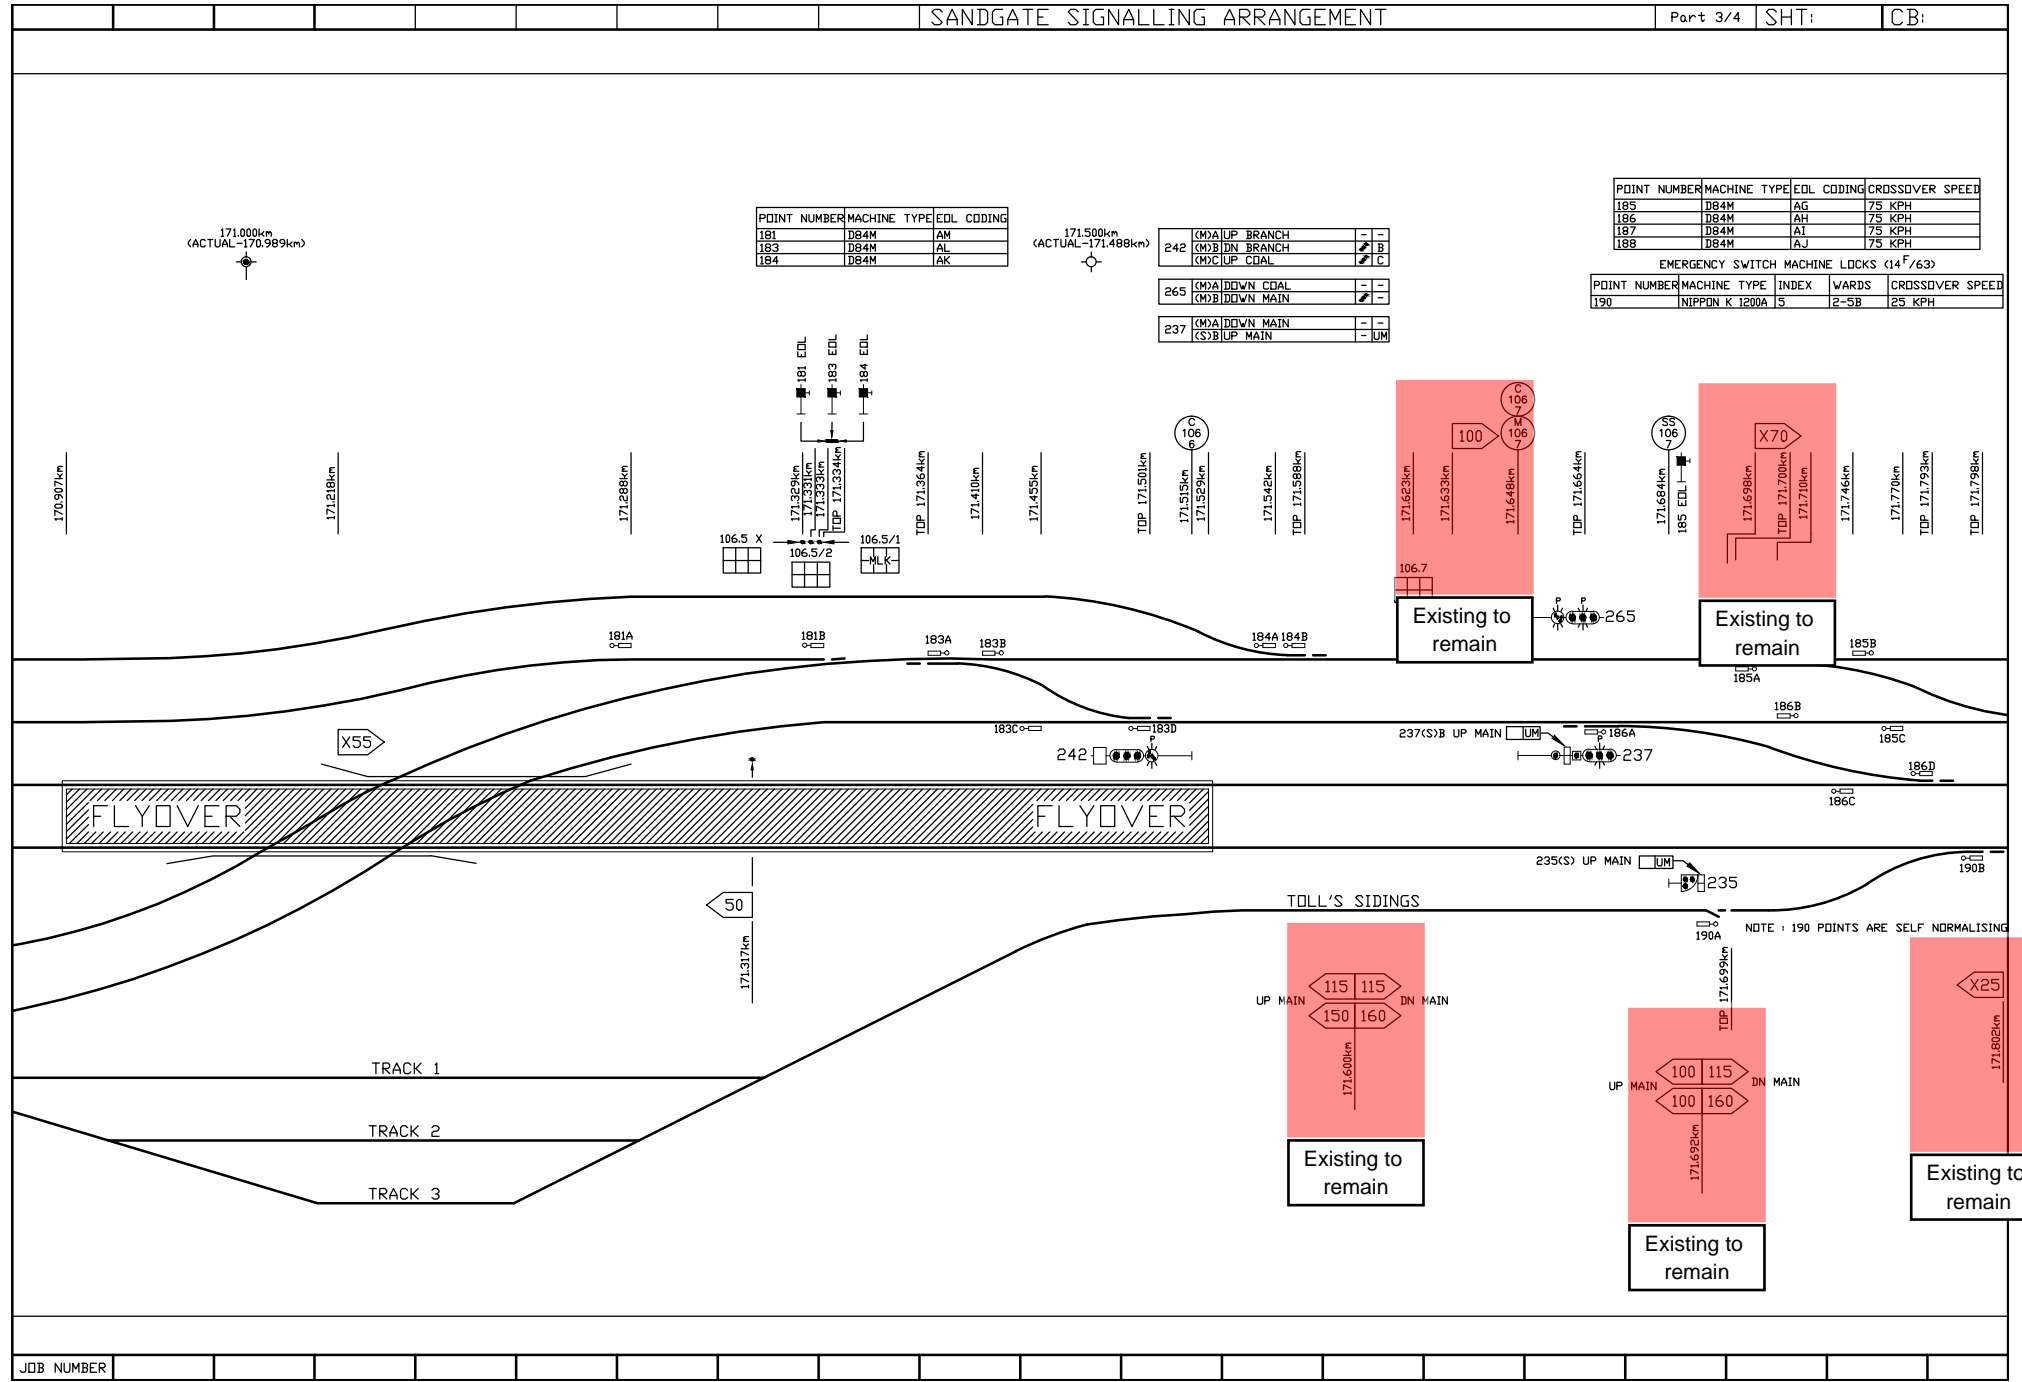 SANDGATE SIGNALLING ARRANGEMENT
Part 3/4
SHT:
CB:
171.000km
(ACTUAL-170.989km)
POINT NUMBER MACHINE TYPE EOL CODING
181 D84M AM
183 D84M AL
184 D84M AK
171.500km
(ACTUAL-171.488km)
242 (M)A UP BRANCH - -
(M)B DN BRANCH B
(M)C UP COAL C
265 (M)A DOWN COAL - -
(M)B DOWN MAIN -
237 (M)A DOWN MAIN - -
(S)B UP MAIN - UM
POINT NUMBER MACHINE TYPE EOL CODING CROSSOVER SPEED
185 D84M AG 75 KPH
186 D84M AH 75 KPH
187 D84M AI 75 KPH
188 D84M AJ 75 KPH
EMERGENCY SWITCH MACHINE LOCKS (14F/63)
POINT NUMBER MACHINE TYPE INDEX WARDS CROSSOVER SPEED
190 NIPPON K 1200A 5 2-5B 25 KPH
181 EOL
183 EOL
184 EOL
C
106
6
100
C
106
7
M
106
7
SS
106
7
X70
170.907km
171.218km
171.288km
171.329km
171.331km
171.333km
TOP 171.334km
TOP 171.364km
171.410km
171.455km
TOP 171.501km
171.515km
171.529km
171.542km
TOP 171.588km
171.623km
171.633km
171.648km
TOP 171.664km
171.684km
185 EOL
171.698km
TOP 171.700km
171.710km
171.746km
171.770km
TOP 171.793km
TOP 171.798km
106.5 X
106.5/2
106.5/1
MLK
106.7
Existing to
remain
P P
265
Existing to
remain
181A
181B
183A
183B
184A 184B
185B
185A
186B
183C
183D
237(S)B UP MAIN UM
186A
185C
X55
242
P
P
237
186D
186C
FLYOVER
FLYOVER
235(S) UP MAIN UM
235
190B
50
TOLL'S SIDINGS
190A
NOTE : 190 POINTS ARE SELF NORMALISING
171.317km
TOP 171.699km
115 115
UP MAIN
DN MAIN
150 160
171.600km
X25
171.802km
TRACK 1
100 115
UP MAIN
DN MAIN
100 160
171.692km
TRACK 2
Existing to
remain
Existing to
remain
TRACK 3
Existing to
remain
JOB NUMBER